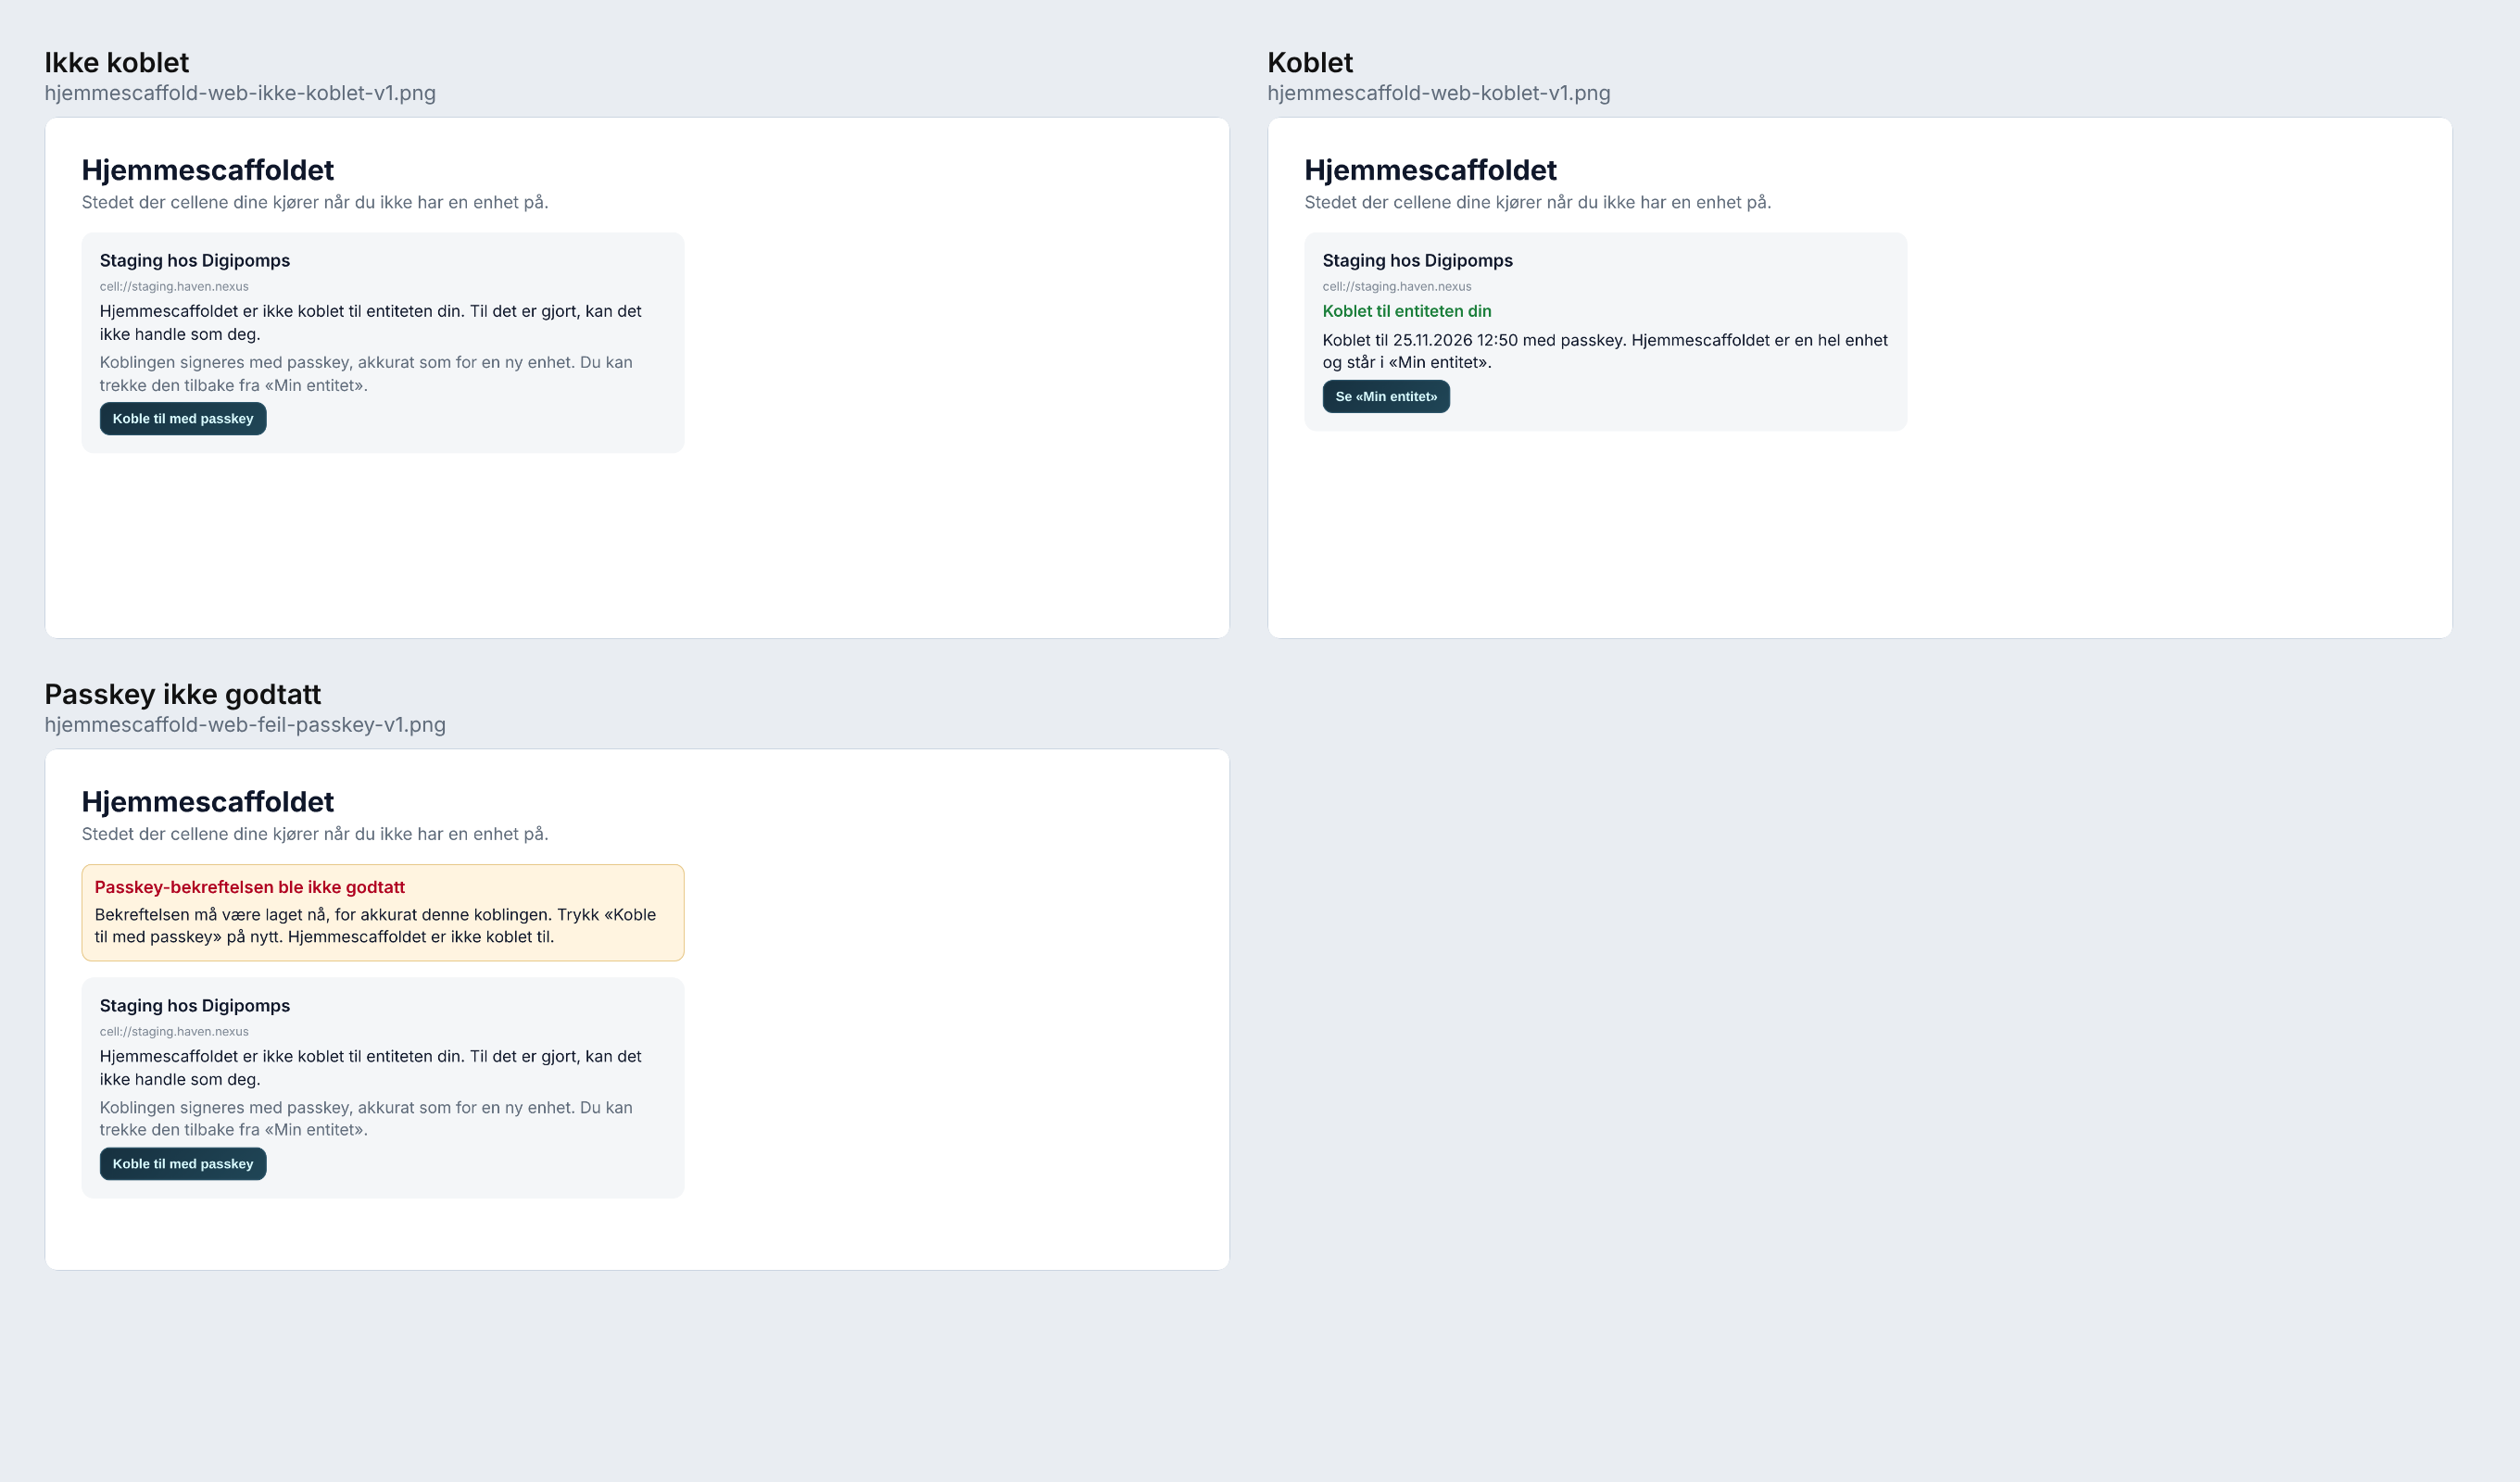 Ikke koblet
hjemmescaffold-web-ikke-koblet-v1.png
Hjemmescaffoldet
Stedet der cellene dine kjører når du ikke har en enhet på.
Staging hos Digipomps
cell://staging.haven.nexus
Hjemmescaffoldet er ikke koblet til entiteten din. Til det er gjort, kan det
ikke handle som deg.
Koblingen signeres med passkey, akkurat som for en ny enhet. Du kan
trekke den tilbake fra «Min entitet».
Koble til med passkey
Koblet
hjemmescaffold-web-koblet-v1.png
Hjemmescaffoldet
Stedet der cellene dine kjører når du ikke har en enhet på.
Staging hos Digipomps
cell://staging.haven.nexus
Koblet til entiteten din
Koblet til 25.11.2026 12:50 med passkey. Hjemmescaffoldet er en hel enhet
og står i «Min entitet».
Se «Min entitet»
Passkey ikke godtatt
hjemmescaffold-web-feil-passkey-v1.png
Hjemmescaffoldet
Stedet der cellene dine kjører når du ikke har en enhet på.
Passkey-bekreftelsen ble ikke godtatt
Bekreftelsen må være laget nå, for akkurat denne koblingen. Trykk «Koble
til med passkey» på nytt. Hjemmescaffoldet er ikke koblet til.
Staging hos Digipomps
cell://staging.haven.nexus
Hjemmescaffoldet er ikke koblet til entiteten din. Til det er gjort, kan det
ikke handle som deg.
Koblingen signeres med passkey, akkurat som for en ny enhet. Du kan
trekke den tilbake fra «Min entitet».
Koble til med passkey